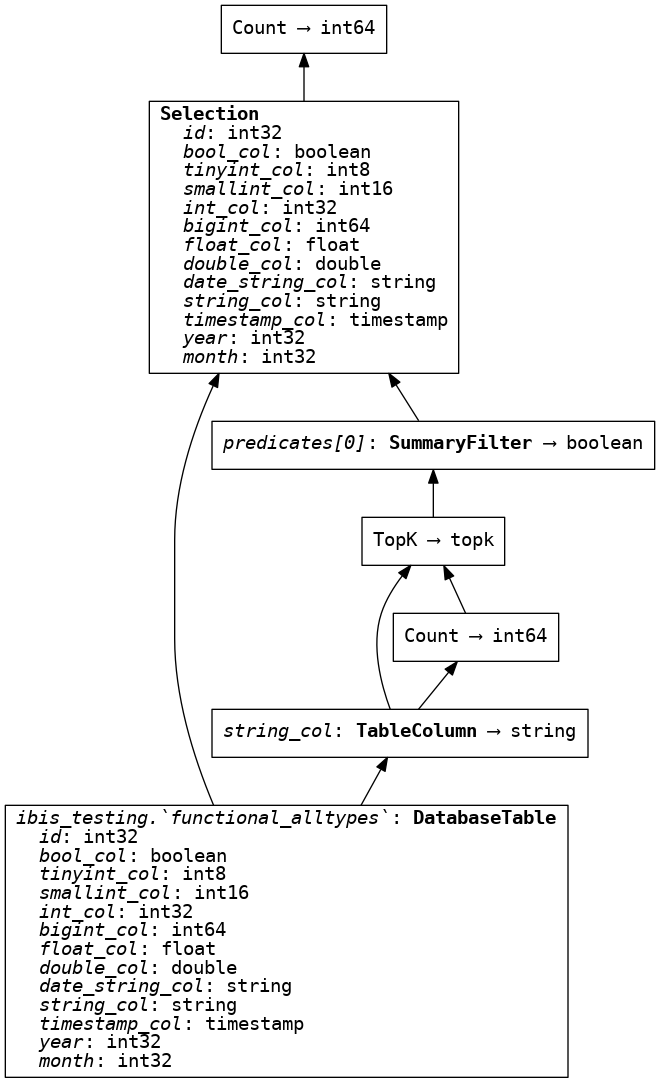 Count → int64
Selection
id: int32
bool_col: boolean
tinyint_col: int8
smallint_col: int16
int_col: int32
bigint_col: int64
float_col: float
double_col: double
date_string_col: string
string_col: string
timestamp_col: timestamp
year: int32
month: int32
predicates[0]: SummaryFilter → boolean
TopK → topk
Count → int64
string_col: TableColumn → string
ibis_testing.`functional_alltypes`: DatabaseTable
id: int32
bool_col: boolean
tinyint_col: int8
smallint_col: int16
int_col: int32
bigint_col: int64
float_col: float
double_col: double
date_string_col: string
string_col: string
timestamp_col: timestamp
year: int32
month: int32